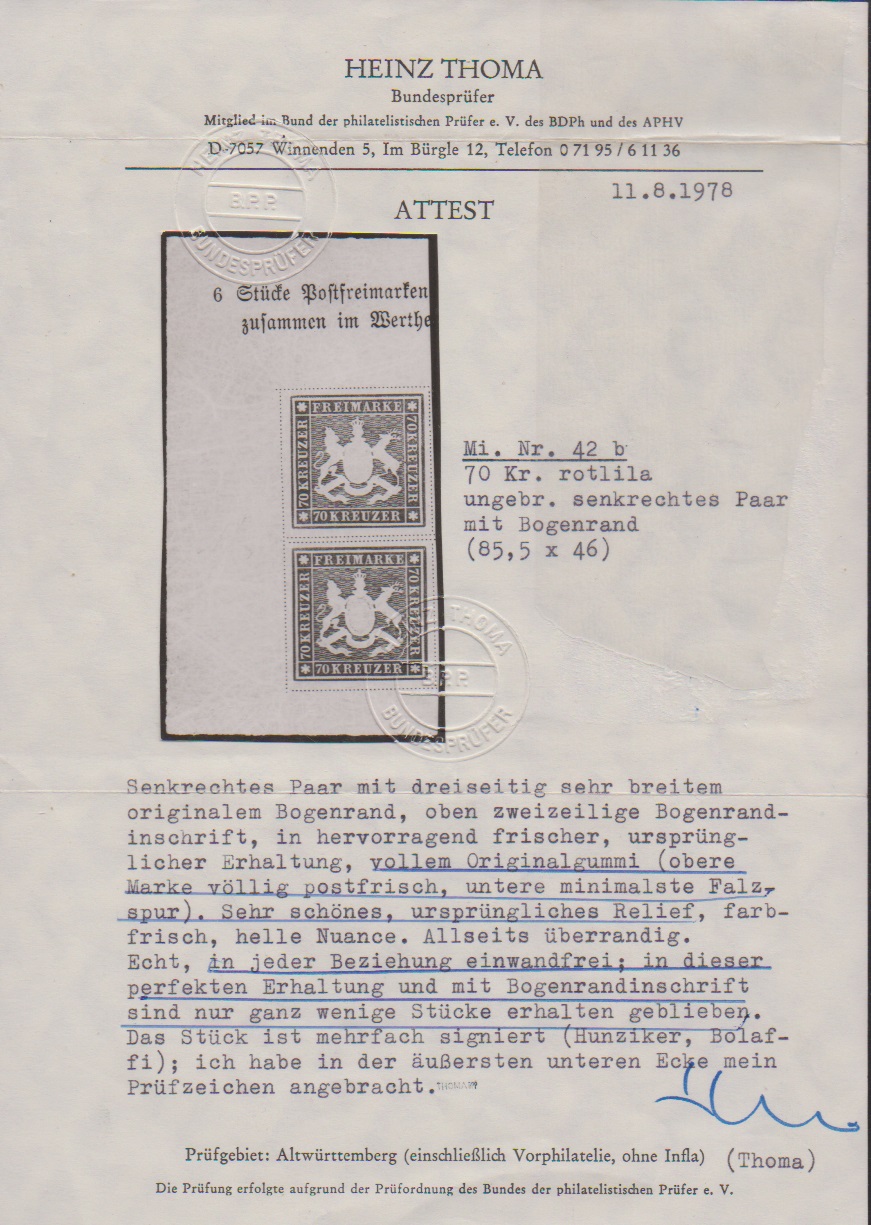 HEINZ THOMA
Bundesprüfer
Mitglied im Bund der philatelistischen Prüfer e. V. des BDPh und des APHV
D-7057 Winnenden 5, Im Bürgle 12, Telefon 0 71 95 / 6 11 36
HEINZ THOMA
B.P.P.
BUNDESPRÜFER
11.8.1978
ATTEST
6 Stücke Postfreimarken
zusammen im Werthe
FREIMARKE
70 KREUZER
70 KREUZER
70 KREUZER
FREIMARKE
70 KREUZER
70 KREUZER
70 KREUZER
Mi. Nr. 42 b
70 Kr. rotlila
ungebr. senkrechtes Paar
mit Bogenrand
(85,5 x 46)
HEINZ THOMA
B.P.P.
BUNDESPRÜFER
Senkrechtes Paar mit dreiseitig sehr breitem
originalem Bogenrand, oben zweizeilige Bogenrand-
inschrift, in hervorragend frischer, ursprüng-
licher Erhaltung, vollem Originalgummi (obere
Marke völlig postfrisch, untere minimalste Falz-
spur). Sehr schönes, ursprüngliches Relief, farb-
frisch, helle Nuance. Allseits überrandig.
Echt, in jeder Beziehung einwandfrei; in dieser
perfekten Erhaltung und mit Bogenrandinschrift
sind nur ganz wenige Stücke erhalten geblieben.
Das Stück ist mehrfach signiert (Hunziker, Bolaf-
fi); ich habe in der äußersten unteren Ecke mein
Prüfzeichen angebracht. THOMA
Prüfgebiet: Altwürttemberg (einschließlich Vorphilatelie, ohne Infla) (Thoma)
Die Prüfung erfolgte aufgrund der Prüfordnung des Bundes der philatelistischen Prüfer e. V.